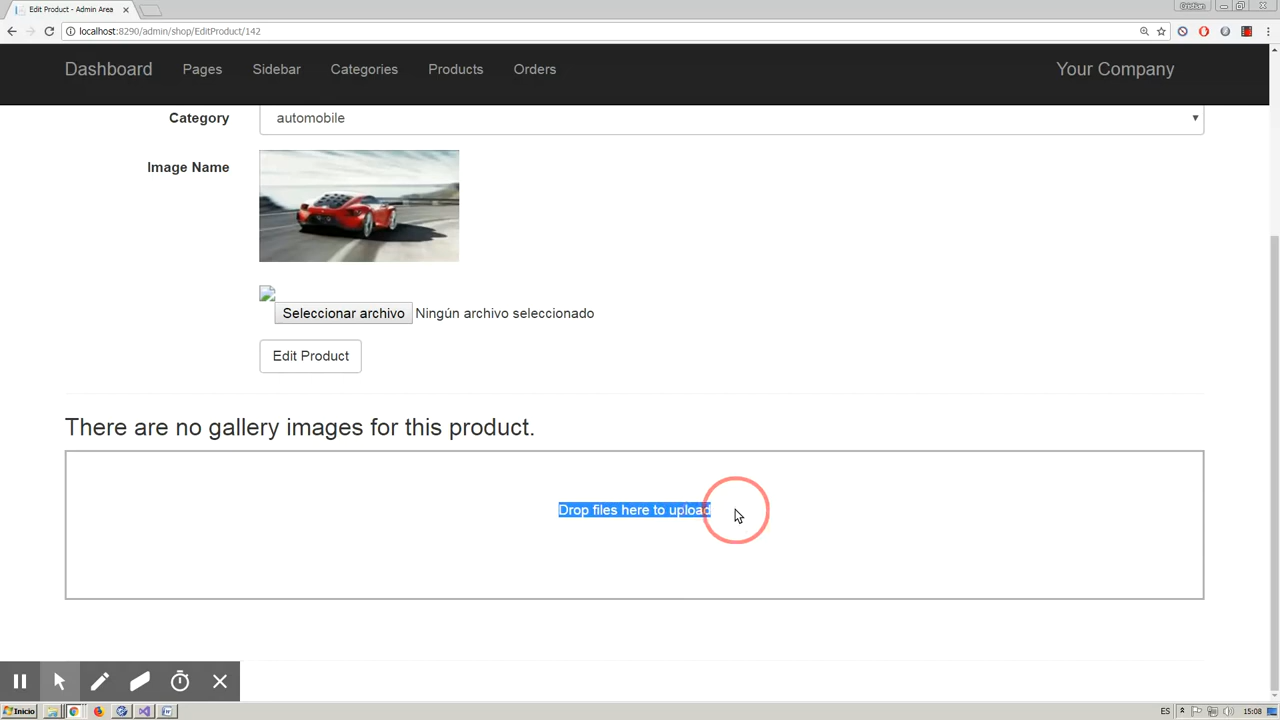 Edit Product - Admin Area
Cristian
localhost:8290/admin/shop/EditProduct/142
Dashboard
Pages
Sidebar
Categories
Products
Orders
Your Company
Category
automobile
Image Name
Seleccionar archivo
Ningún archivo seleccionado
Edit Product
There are no gallery images for this product.
Drop files here to upload
Inicio
ES
15:08